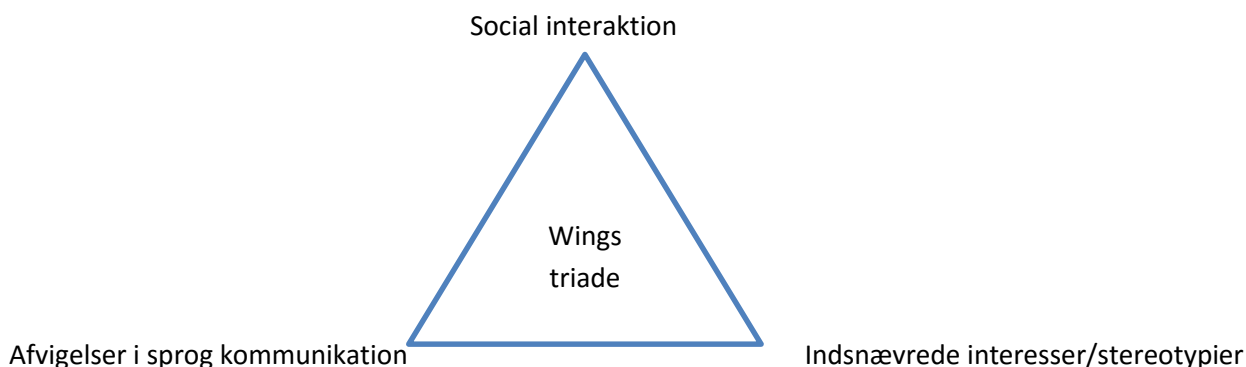 Social interaktion
Wings
triade
Afvigelser i sprog kommunikation
Indsnævrede interesser/stereotypier